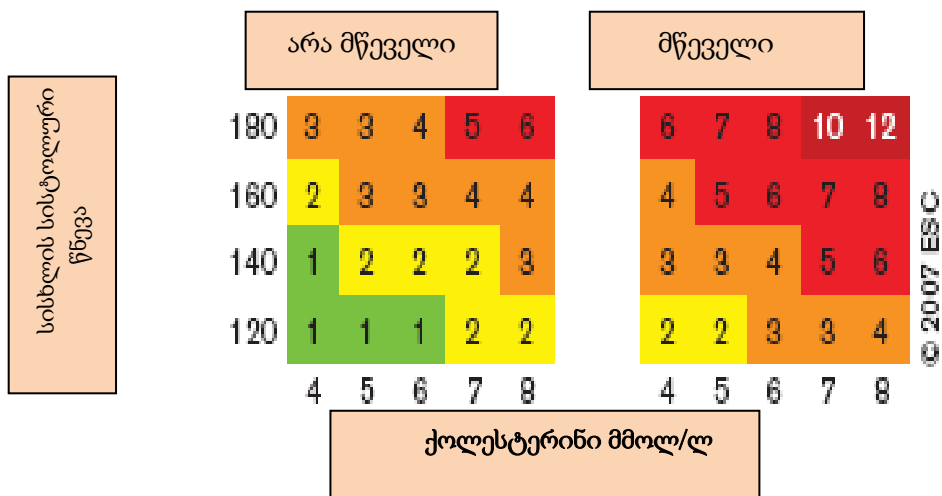 არა მწეველი
მწეველი
სისხლის სისტოლური
წნევა
180 3 3 4 5 6 6 7 8 10 12
160 2 3 3 4 4 4 5 6 7 8
140 1 2 2 2 3 3 3 4 5 6
120 1 1 1 2 2 2 2 3 3 4
4 5 6 7 8 4 5 6 7 8
© 2007 ESC
ქოლესტერინი მმოლ/ლ